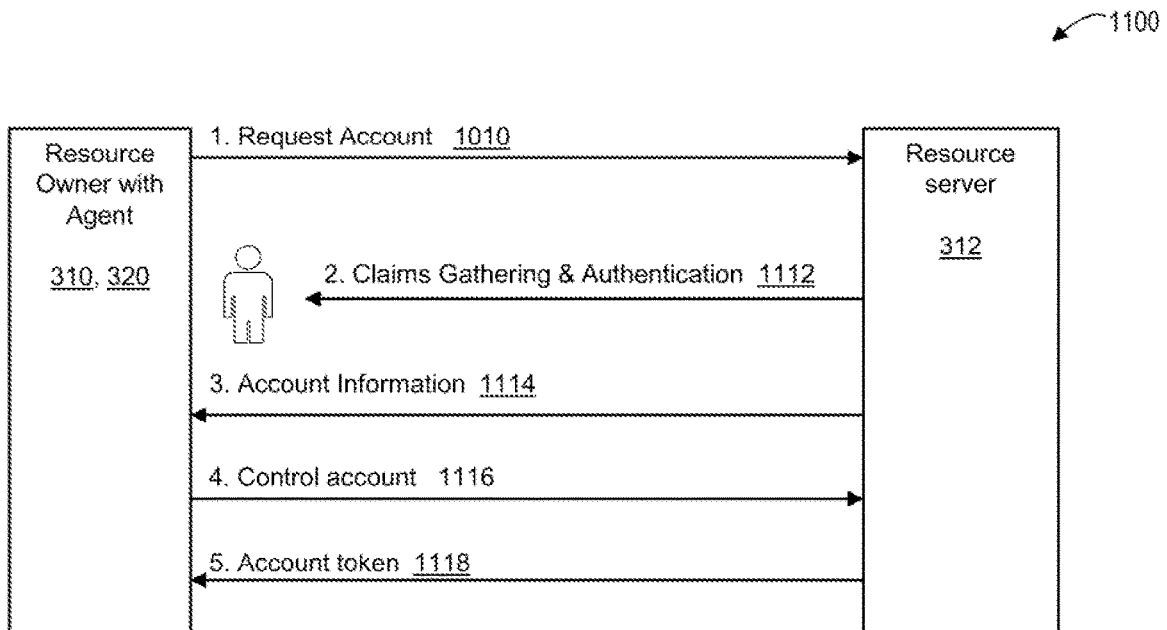 1100
1. Request Account 1010
Resource
Owner with
Agent
310, 320
Resource
server
312
2. Claims Gathering & Authentication 1112
3. Account Information 1114
4. Control account 1116
5. Account token 1118